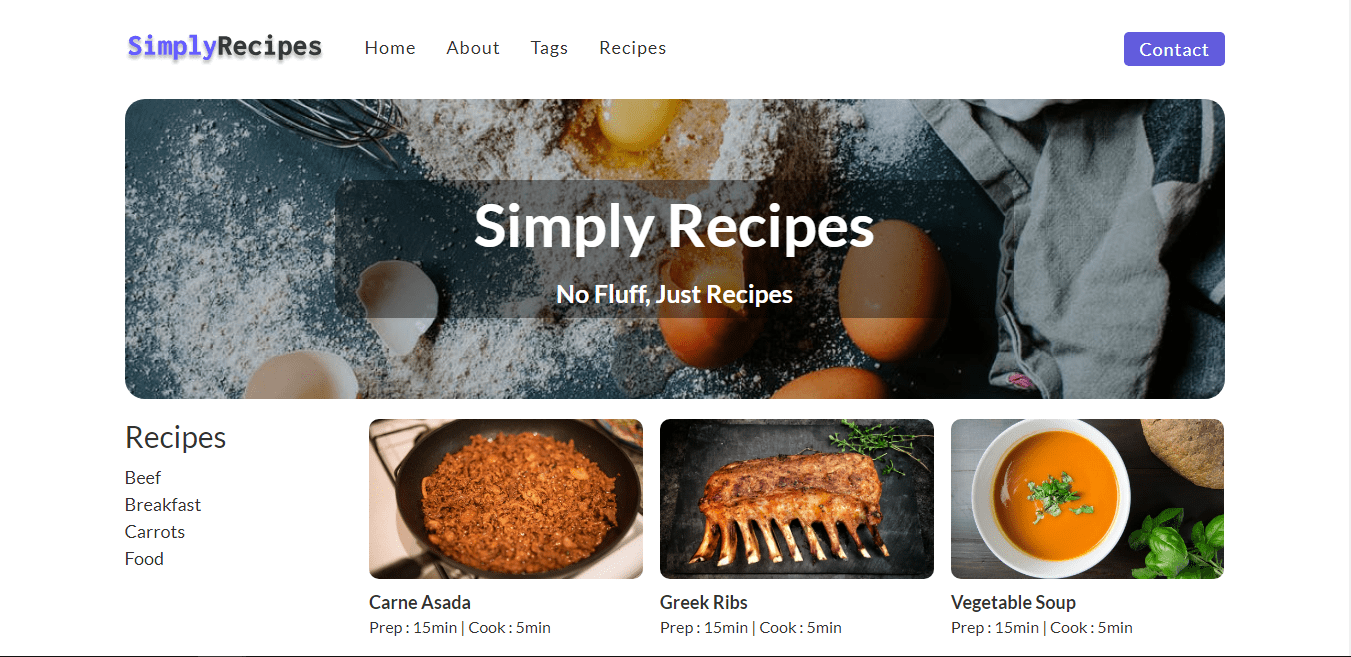 SimplyRecipes
Home About Tags Recipes
Contact
Simply Recipes
No Fluff, Just Recipes
Recipes
Beef
Breakfast
Carrots
Food
Carne Asada
Prep : 15min | Cook : 5min
Greek Ribs
Prep : 15min | Cook : 5min
Vegetable Soup
Prep : 15min | Cook : 5min